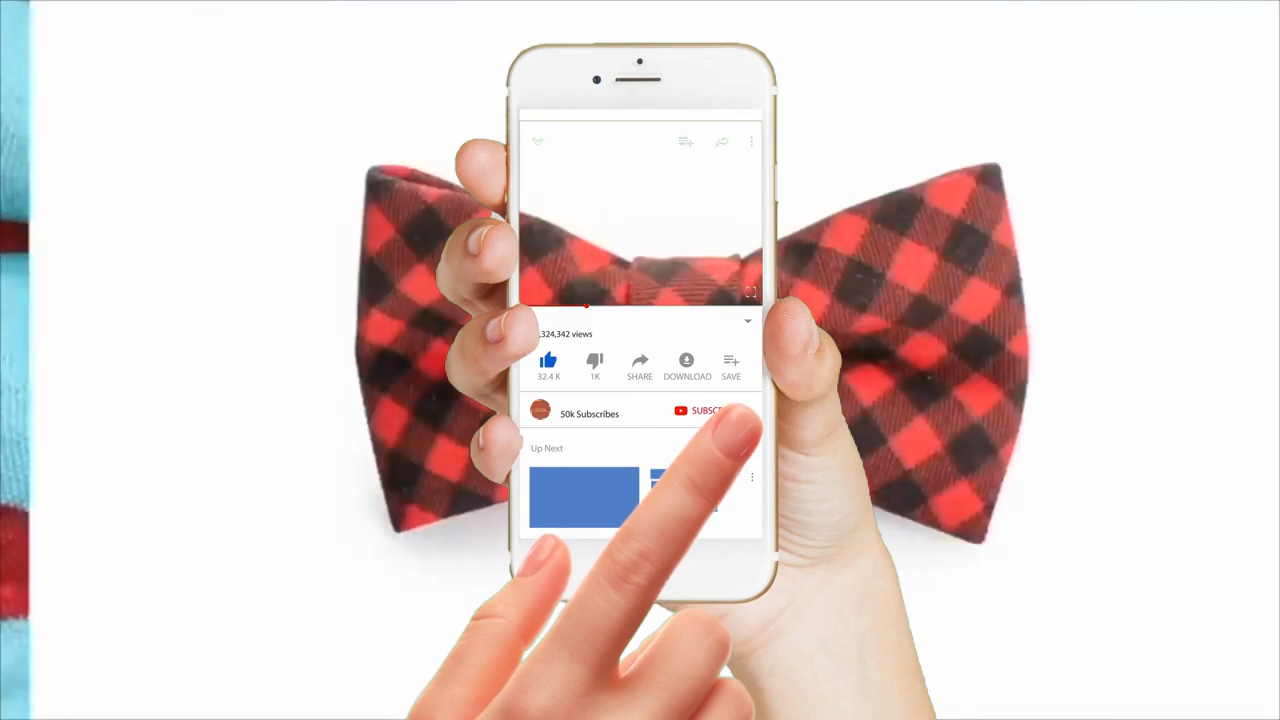 ,324,342 views
32.4 K
1K
SHARE
DOWNLOAD
SAVE
50k Subscribes
Up Next